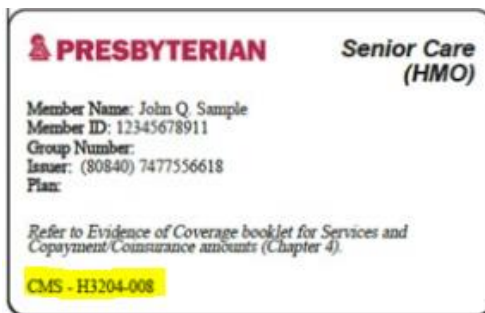 PRESBYTERIAN
Senior Care
(HMO)
Member Name: John Q. Sample
Member ID: 12345678911
Group Number:
Issuer: (80840) 7477556618
Plan:
Refer to Evidence of Coverage booklet for Services and
Copayment/Coinsurance amounts (Chapter 4).
CMS - H3204-008